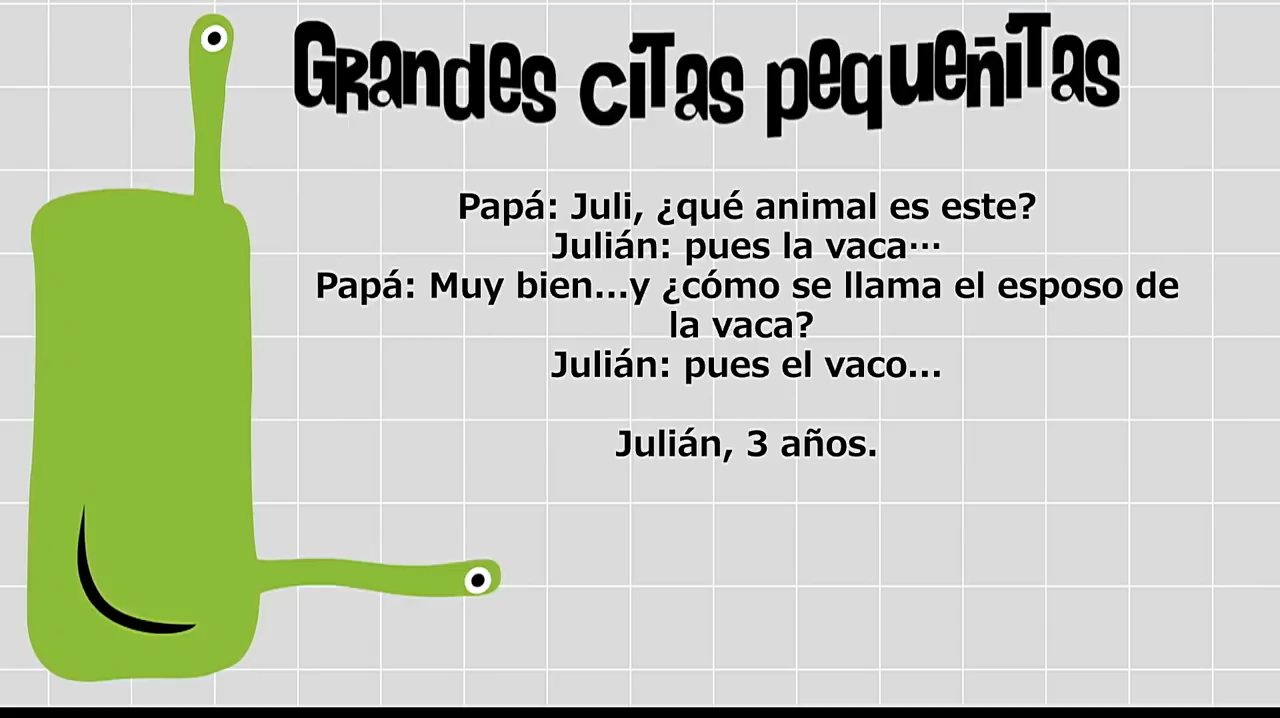 Grandes citas pequeñitas
Papá: Juli, ¿qué animal es este?
Julián: pues la vaca⋯
Papá: Muy bien...y ¿cómo se llama el esposo de
la vaca?
Julián: pues el vaco...
Julián, 3 años.